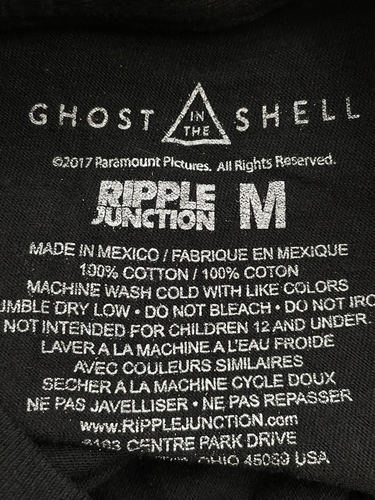 GHOST IN THE SHELL
©2017 Paramount Pictures. All Rights Reserved.
RIPPLE JUNCTION M
MADE IN MEXICO / FABRIQUE EN MEXIQUE
100% COTTON / 100% COTON
MACHINE WASH COLD WITH LIKE COLORS
UMBLE DRY LOW • DO NOT BLEACH • DO NOT IRO
NOT INTENDED FOR CHILDREN 12 AND UNDER.
LAVER A LA MACHINE A L'EAU FROIDE
AVEC COULEURS SIMILAIRES
SECHER A LA MACHINE CYCLE DOUX
NE PAS JAVELLISER • NE PAS REPASSER
www.RIPPLEJUNCTION.com
CENTRE PARK DRIVE
OHIO 45069 USA